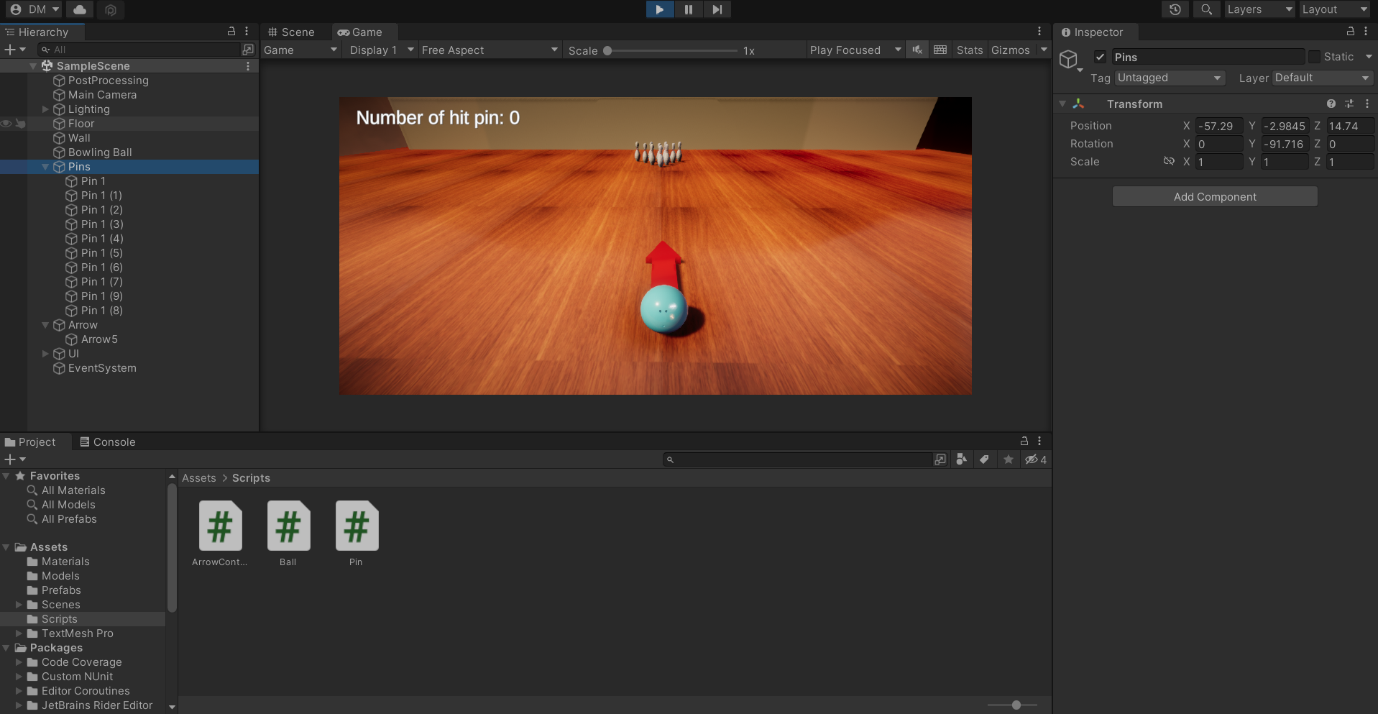 DM
Layers
Layout
Hierarchy
All
SampleScene
PostProcessing
Main Camera
Lighting
Floor
Wall
Bowling Ball
Pins
Pin 1
Pin 1 (1)
Pin 1 (2)
Pin 1 (3)
Pin 1 (4)
Pin 1 (5)
Pin 1 (6)
Pin 1 (7)
Pin 1 (9)
Pin 1 (8)
Arrow
Arrow5
UI
EventSystem
Scene Game
Game Display 1 Free Aspect Scale 1x Play Focused Stats Gizmos
Number of hit pin: 0
Inspector
Pins Static
Tag Untagged Layer Default
Transform
Position X -57.29 Y -2.9845 Z 14.74
Rotation X 0 Y -91.716 Z 0
Scale X 1 Y 1 Z 1
Add Component
Project Console
4
Favorites
All Materials
All Models
All Prefabs
Assets
Materials
Models
Prefabs
Scenes
Scripts
TextMesh Pro
Packages
Code Coverage
Custom NUnit
Editor Coroutines
JetBrains Rider Editor
Assets > Scripts
# # #
ArrowCont... Ball Pin